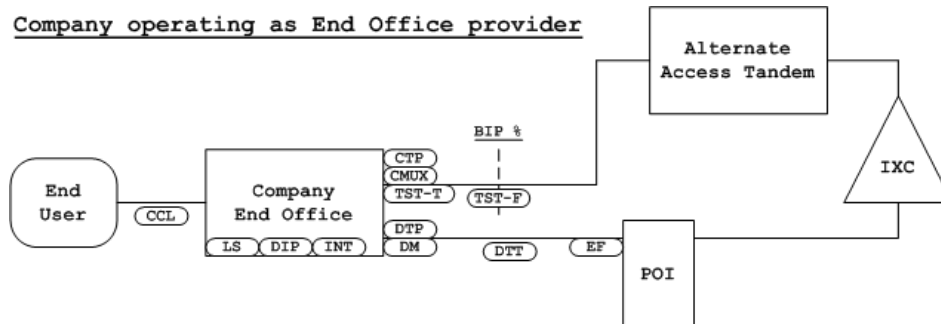 Company operating as End Office provider
Alternate
Access Tandem
BIP %
CTP
CMUX
TST-T
TST-F
IXC
End
User
CCL
Company
End Office
LS
DIP
INT
DTP
DM
DTT
EF
POI